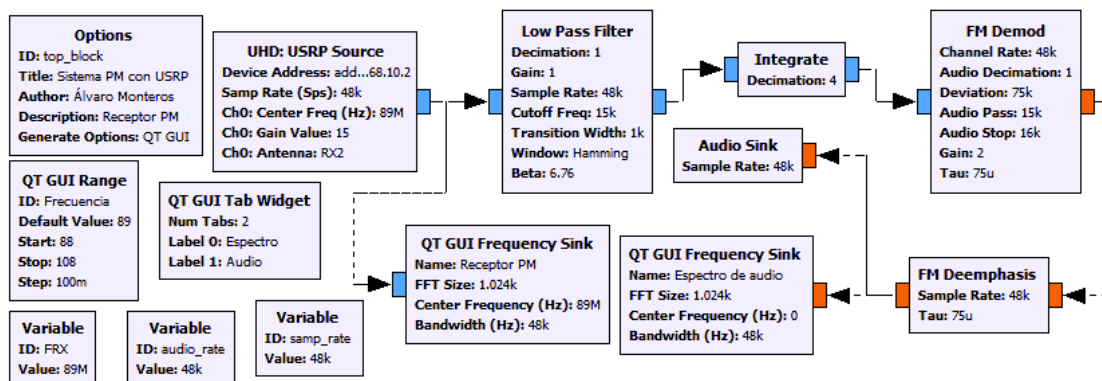 Options
ID: top_block
Title: Sistema PM con USRP
Author: Álvaro Monteros
Description: Receptor PM
Generate Options: QT GUI
UHD: USRP Source
Device Address: add...68.10.2
Samp Rate (Sps): 48k
Ch0: Center Freq (Hz): 89M
Ch0: Gain Value: 15
Ch0: Antenna: RX2
Low Pass Filter
Decimation: 1
Gain: 1
Sample Rate: 48k
Cutoff Freq: 15k
Transition Width: 1k
Window: Hamming
Beta: 6.76
Integrate
Decimation: 4
FM Demod
Channel Rate: 48k
Audio Decimation: 1
Deviation: 75k
Audio Pass: 15k
Audio Stop: 16k
Gain: 2
Tau: 75u
Audio Sink
Sample Rate: 48k
QT GUI Range
ID: Frecuencia
Default Value: 89
Start: 88
Stop: 108
Step: 100m
QT GUI Tab Widget
Num Tabs: 2
Label 0: Espectro
Label 1: Audio
QT GUI Frequency Sink
Name: Receptor PM
FFT Size: 1.024k
Center Frequency (Hz): 89M
Bandwidth (Hz): 48k
QT GUI Frequency Sink
Name: Espectro de audio
FFT Size: 1.024k
Center Frequency (Hz): 0
Bandwidth (Hz): 48k
FM Deemphasis
Sample Rate: 48k
Tau: 75u
Variable
ID: FRX
Value: 89M
Variable
ID: audio_rate
Value: 48k
Variable
ID: samp_rate
Value: 48k